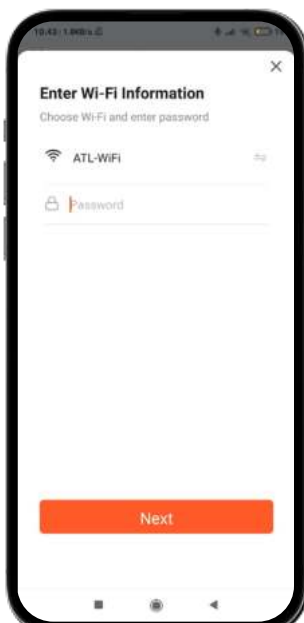 Enter Wi-Fi Information
Choose Wi-Fi and enter password
ATL-WiFi
Password
Next